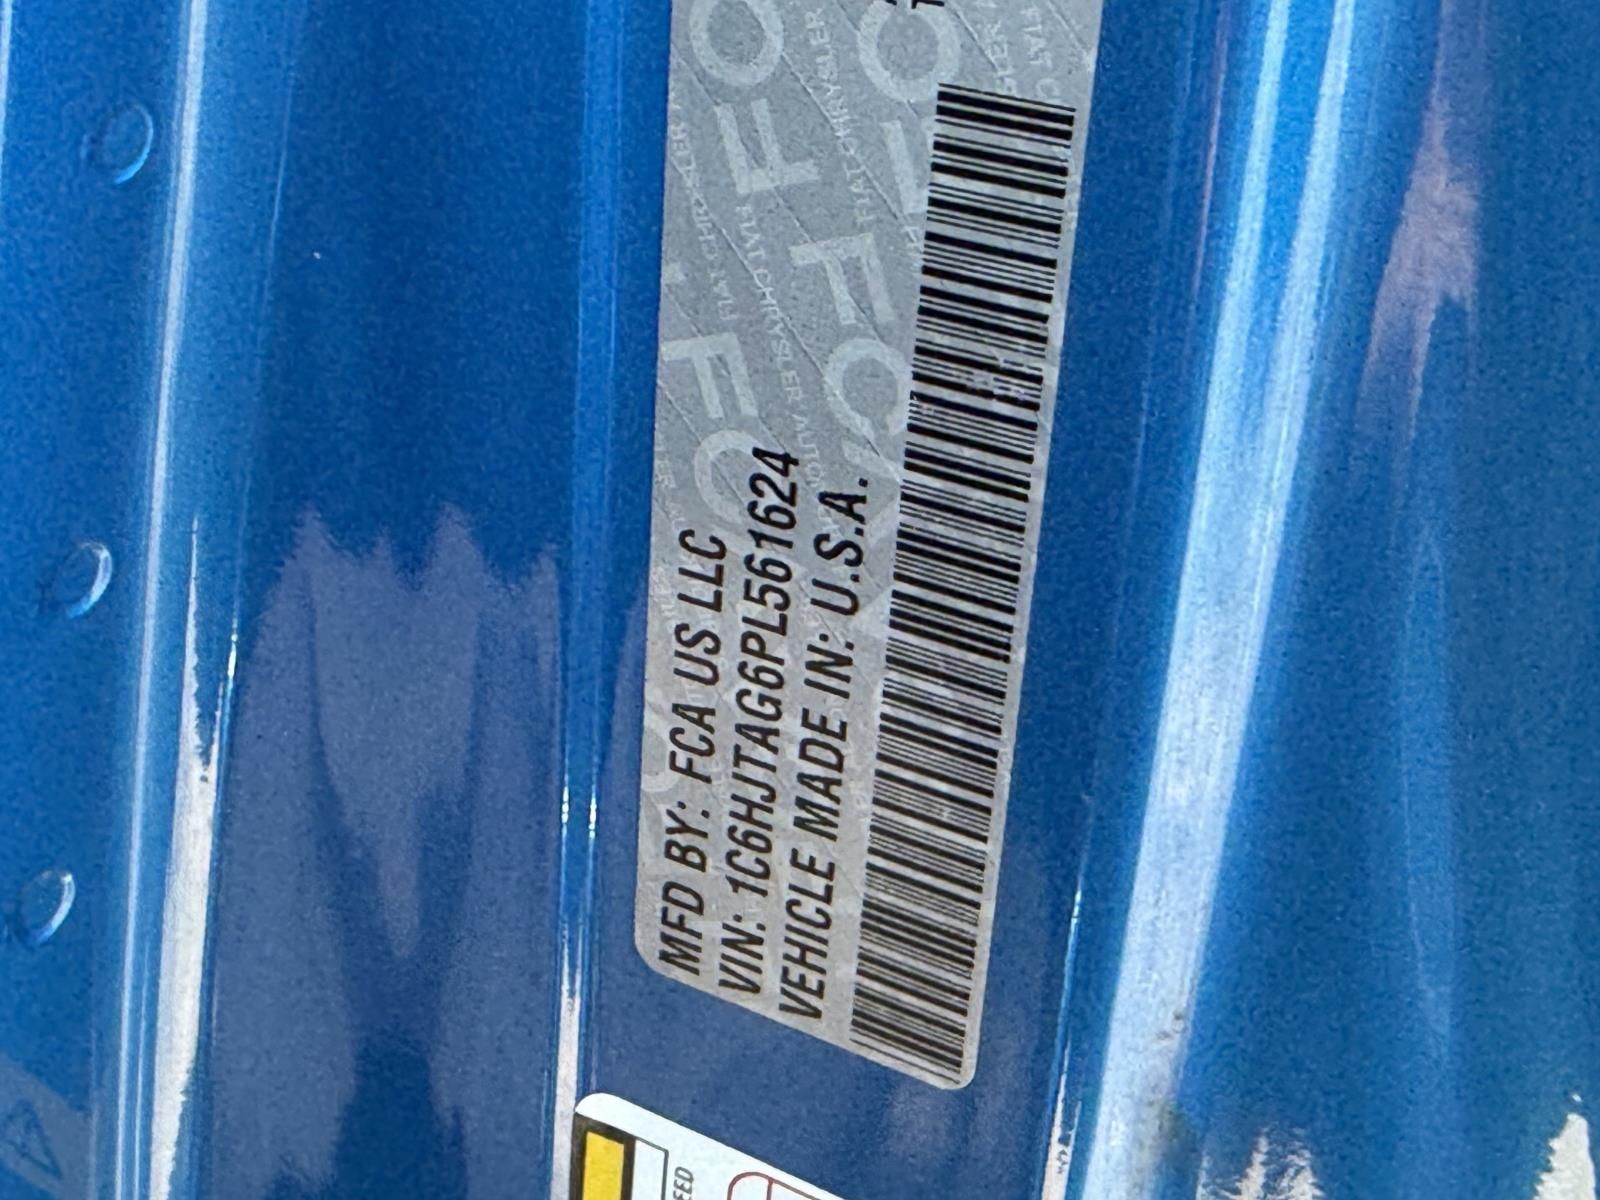 MFD BY: FCA US LLC
VIN: 1C6HJTAG6PL561624
VEHICLE MADE IN: U.S.A.